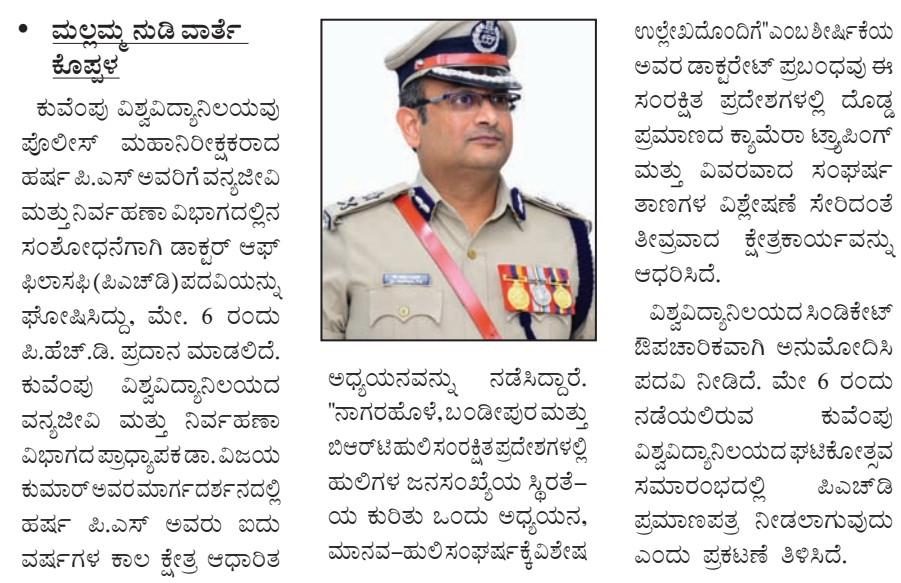 • ಮಲ್ಲಮ್ಮ ನುಡಿ ವಾರ್ತೆ
ಕೊಪ್ಪಳ
ಕುವೆಂಪು ವಿಶ್ವವಿದ್ಯಾನಿಲಯವು
ಪೊಲೀಸ್ ಮಹಾನಿರೀಕ್ಷಕರಾದ
ಹರ್ಷ ಪಿ.ಎಸ್ ಅವರಿಗೆ ವನ್ಯಜೀವಿ
ಮತ್ತು ನಿರ್ವಹಣಾ ವಿಭಾಗದಲ್ಲಿನ
ಸಂಶೋಧನೆಗಾಗಿ ಡಾಕ್ಟರ್ ಆಫ್
ಫಿಲಾಸಫಿ (ಪಿಎಚ್‌ಡಿ) ಪದವಿಯನ್ನು
ಘೋಷಿಸಿದ್ದು, ಮೇ. 6 ರಂದು
ಪಿ.ಹೆಚ್.ಡಿ. ಪ್ರದಾನ ಮಾಡಲಿದೆ.
ಕುವೆಂಪು ವಿಶ್ವವಿದ್ಯಾನಿಲಯದ
ವನ್ಯಜೀವಿ ಮತ್ತು ನಿರ್ವಹಣಾ
ವಿಭಾಗದ ಪ್ರಾಧ್ಯಾಪಕ ಡಾ. ವಿಜಯ
ಕುಮಾರ್ ಅವರ ಮಾರ್ಗದರ್ಶನದಲ್ಲಿ
ಹರ್ಷ ಪಿ.ಎಸ್ ಅವರು ಐದು
ವರ್ಷಗಳ ಕಾಲ ಕ್ಷೇತ್ರ ಆಧಾರಿತ
ಅಧ್ಯಯನವನ್ನು ನಡೆಸಿದ್ದಾರೆ.
"ನಾಗರಹೊಳೆ, ಬಂಡೀಪುರ ಮತ್ತು
ಬಿಆರ್‌ಟಿ ಹುಲಿ ಸಂರಕ್ಷಿತ ಪ್ರದೇಶಗಳಲ್ಲಿ
ಹುಲಿಗಳ ಜನಸಂಖ್ಯೆಯ ಸ್ಥಿರತೆ-
ಯ ಕುರಿತು ಒಂದು ಅಧ್ಯಯನ,
ಮಾನವ-ಹುಲಿ ಸಂಘರ್ಷಕ್ಕೆ ವಿಶೇಷ
ಉಲ್ಲೇಖದೊಂದಿಗೆ" ಎಂಬ ಶೀರ್ಷಿಕೆಯ
ಅವರ ಡಾಕ್ಟರೇಟ್ ಪ್ರಬಂಧವು ಈ
ಸಂರಕ್ಷಿತ ಪ್ರದೇಶಗಳಲ್ಲಿ ದೊಡ್ಡ
ಪ್ರಮಾಣದ ಕ್ಯಾಮೆರಾ ಟ್ರ್ಯಾಪಿಂಗ್
ಮತ್ತು ವಿವರವಾದ ಸಂಘರ್ಷ
ತಾಣಗಳ ವಿಶ್ಲೇಷಣೆ ಸೇರಿದಂತೆ
ತೀವ್ರವಾದ ಕ್ಷೇತ್ರಕಾರ್ಯವನ್ನು
ಆಧರಿಸಿದೆ.
ವಿಶ್ವವಿದ್ಯಾನಿಲಯದ ಸಿಂಡಿಕೇಟ್
ಔಪಚಾರಿಕವಾಗಿ ಅನುಮೋದಿಸಿ
ಪದವಿ ನೀಡಿದೆ. ಮೇ 6 ರಂದು
ನಡೆಯಲಿರುವ ಕುವೆಂಪು
ವಿಶ್ವವಿದ್ಯಾನಿಲಯದ ಘಟಿಕೋತ್ಸವ
ಸಮಾರಂಭದಲ್ಲಿ ಪಿಎಚ್‌ಡಿ
ಪ್ರಮಾಣಪತ್ರ ನೀಡಲಾಗುವುದು
ಎಂದು ಪ್ರಕಟಣೆ ತಿಳಿಸಿದೆ.